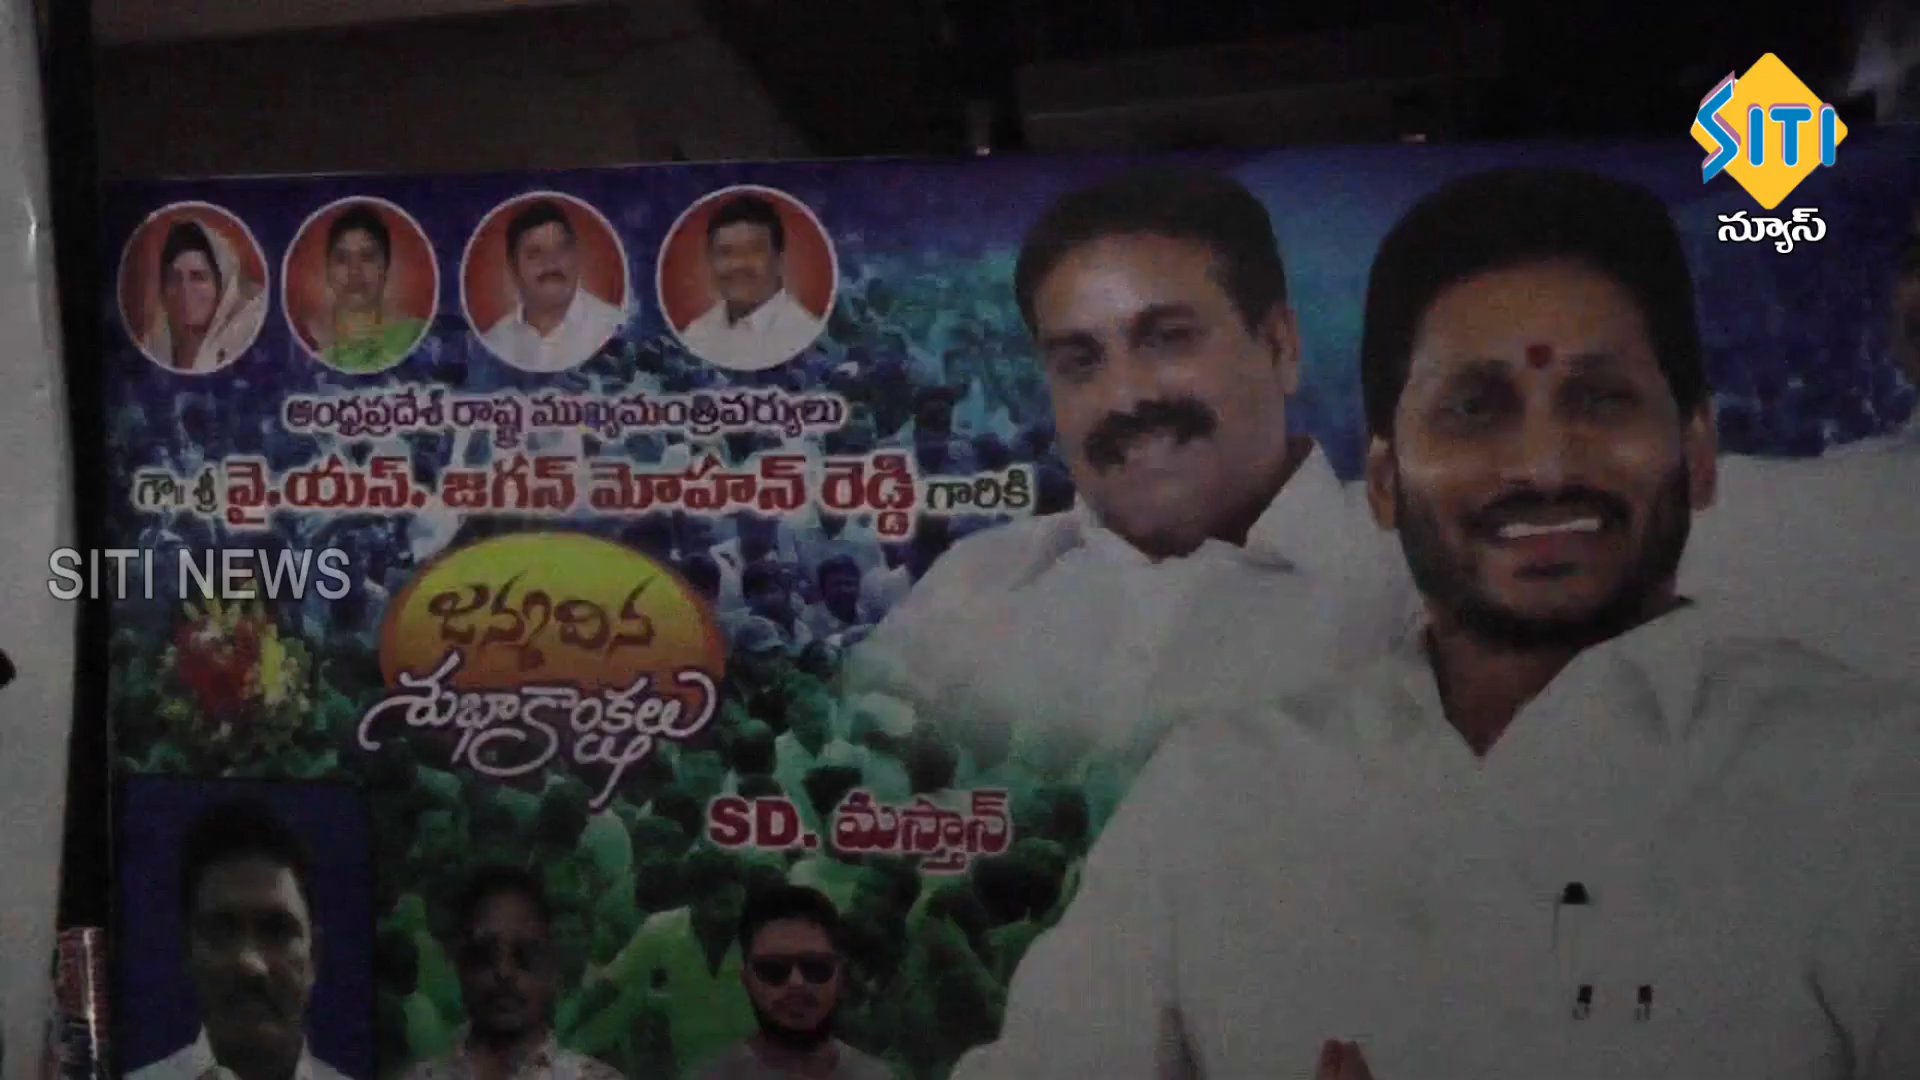 SITI
న్యూస్
ఆంధ్రప్రదేశ్ రాష్ట్ర ముఖ్యమంత్రివర్యులు
గౌ॥ శ్రీ వై.యస్. జగన్ మోహన్ రెడ్డి గారికి
SITI NEWS
జన్మదిన
శుభాకాంక్షలు
SD. మస్తాన్